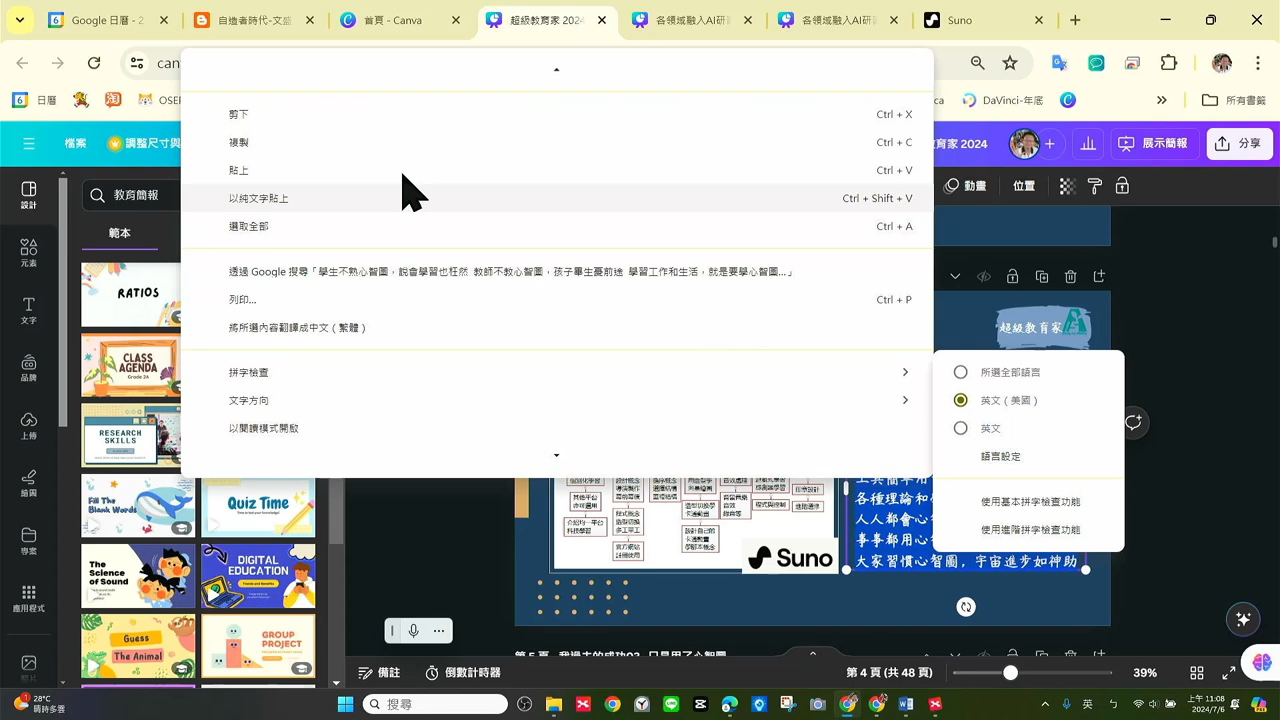 Google 日曆 - 2
自造者時代-文盛
首頁 - Canva
超級教育家 2024
各領域融入AI研
各領域融入AI研
Suno
can
日曆
OSEP
ca
DaVinci-年底
所有書籤
檔案
調整尺寸與
育家 2024
展示簡報
分享
剪下
Ctrl + X
複製
Ctrl + C
貼上
Ctrl + V
以純文字貼上
Ctrl + Shift + V
選取全部
Ctrl + A
透過 Google 搜尋「學生不熟心智圖，說會學習也枉然 教師不教心智圖，孩子畢生憂前途 學習工作和生活，就是要學心智圖...」
列印...
Ctrl + P
將所選內容翻譯成中文 ( 繁體 )
拼字檢查
文字方向
以閱讀模式開啟
所選全部語言
英文 ( 美國 )
英文
語言設定
使用基本拼字檢查功能
使用進階拼字檢查功能
設計
元素
文字
品牌
上傳
繪圖
專案
應用程式
教育簡報
範本
RATIOS
CLASS
AGENDA
Grade 2A
RESEARCH
SKILLS
Fill The
Blank Words
Quiz Time
The
Science of
Sound
DIGITAL
EDUCATION
Guess
The Animal
GROUP
PROJECT
動畫
位置
超級教育家
各種理論和
人人都會心
事事都用心
大家習慣心智圖，宇宙進步如神助
Suno
備註
倒數計時器
第 4 頁 (共 48 頁)
39%
28°C
晴時多雲
搜尋
英
上午 11:08
2024/7/6